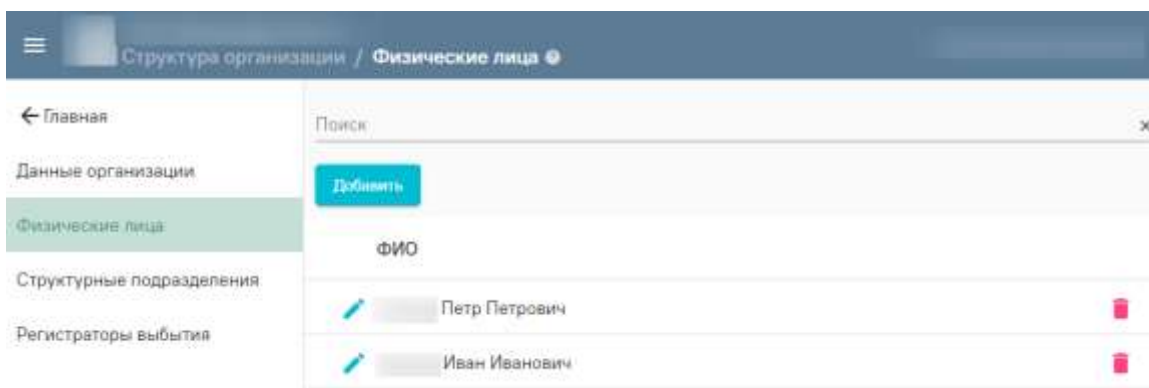 Структура организации / Физические лица
Главная
Данные организации
Физические лица
Структурные подразделения
Регистраторы выбытия
Поиск
Добавить
ФИО
Петр Петрович
Иван Иванович